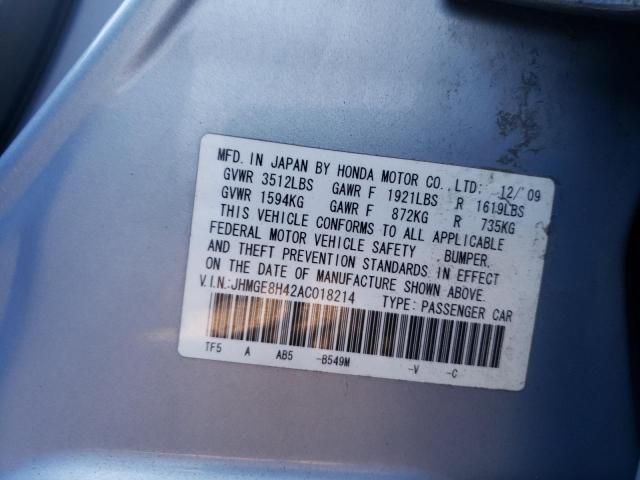 MFD. IN JAPAN BY HONDA MOTOR CO., LTD: 12/'09
GVWR 3512LBS GAWR F 1921LBS R 1619LBS
GVWR 1594KG GAWR F 872KG R 735KG
THIS VEHICLE CONFORMS TO ALL APPLICABLE
FEDERAL MOTOR VEHICLE SAFETY , BUMPER,
AND THEFT PREVENTION STANDARDS IN EFFECT
ON THE DATE OF MANUFACTURE SHOWN ABOVE.
V.I.N.:JHMGE8H42AC018214 TYPE: PASSENGER CAR
TF5 A AB5 -B549M -V -C